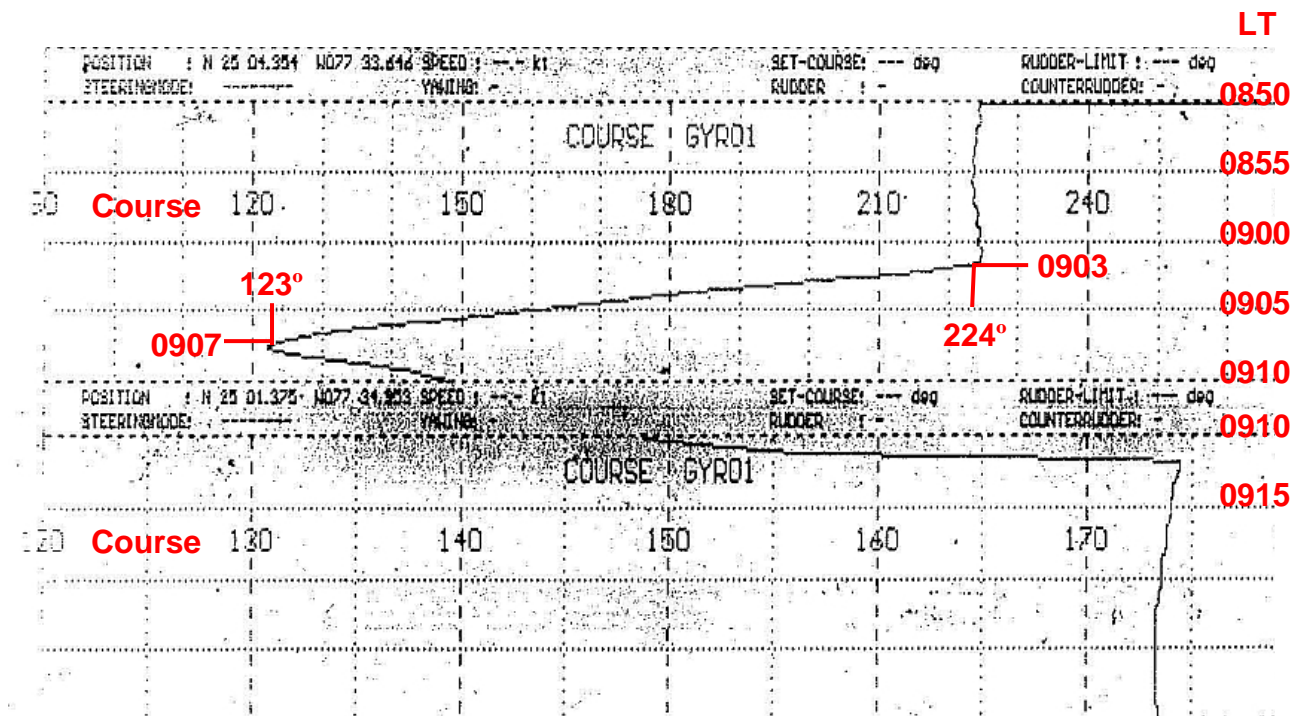 LT
POSITION : N 25 04.354 W077 33.646 SPEED : --.- kt SET-COURSE: --- deg RUDDER-LIMIT : --- deg
STEERINGMODE: -------- YAWING: - RUDDER : - COUNTERRUDDER: -
0850
COURSE GYRO1
0855
Course 120 150 180 210 240
0900
0903
123º
0905
224º
0907
0910
POSITION : N 25 01.375 W077 34.953 SPEED : --.- kt SET-COURSE: --- deg RUDDER-LIMIT : --- deg
STEERINGMODE: -------- YAWING: - RUDDER : - COUNTERRUDDER: -
0910
COURSE GYRO1
0915
Course 130 140 150 160 170